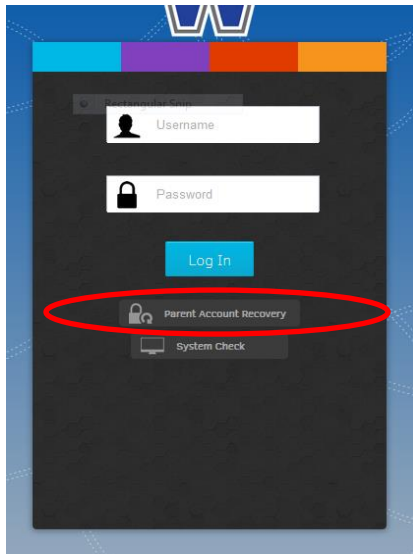 W
Rectangular Snip
Username
Password
Log In
Parent Account Recovery
System Check